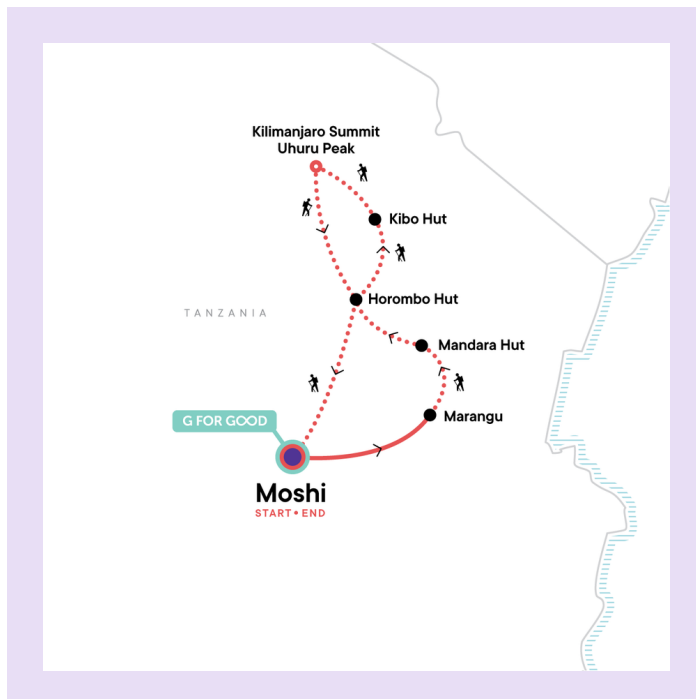 Kilimanjaro Summit
Uhuru Peak
Kibo Hut
Horombo Hut
TANZANIA
Mandara Hut
Marangu
G FOR GOOD
Moshi
START • END